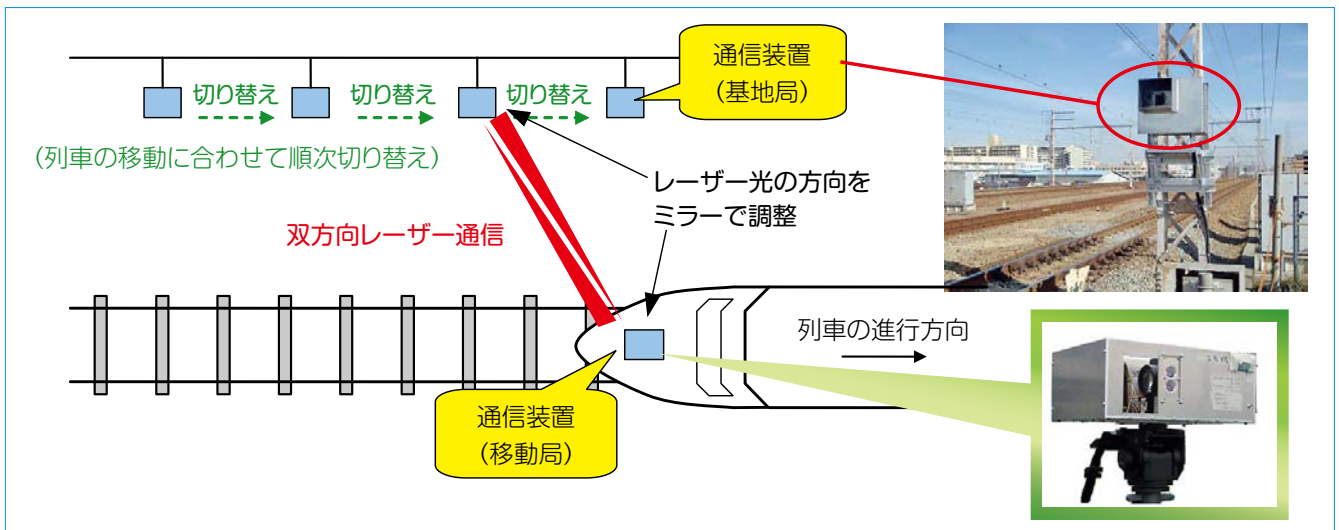 通信装置
(基地局)
切り替え
切り替え
切り替え
(列車の移動に合わせて順次切り替え)
レーザー光の方向を
ミラーで調整
双方向レーザー通信
列車の進行方向
通信装置
(移動局)